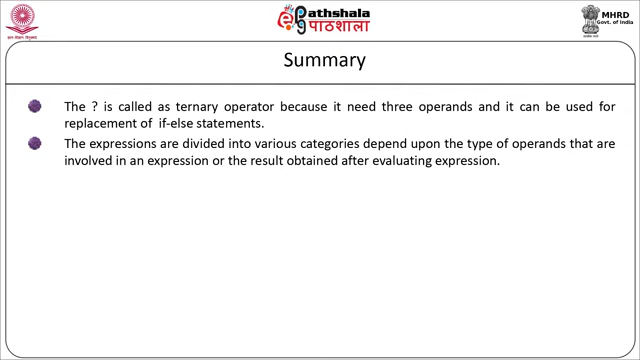 Pathshala
पाठशाला
MHRD
Govt. of India
Summary
The ? is called as ternary operator because it need three operands and it can be used for
replacement of if-else statements.
The expressions are divided into various categories depend upon the type of operands that are
involved in an expression or the result obtained after evaluating expression.